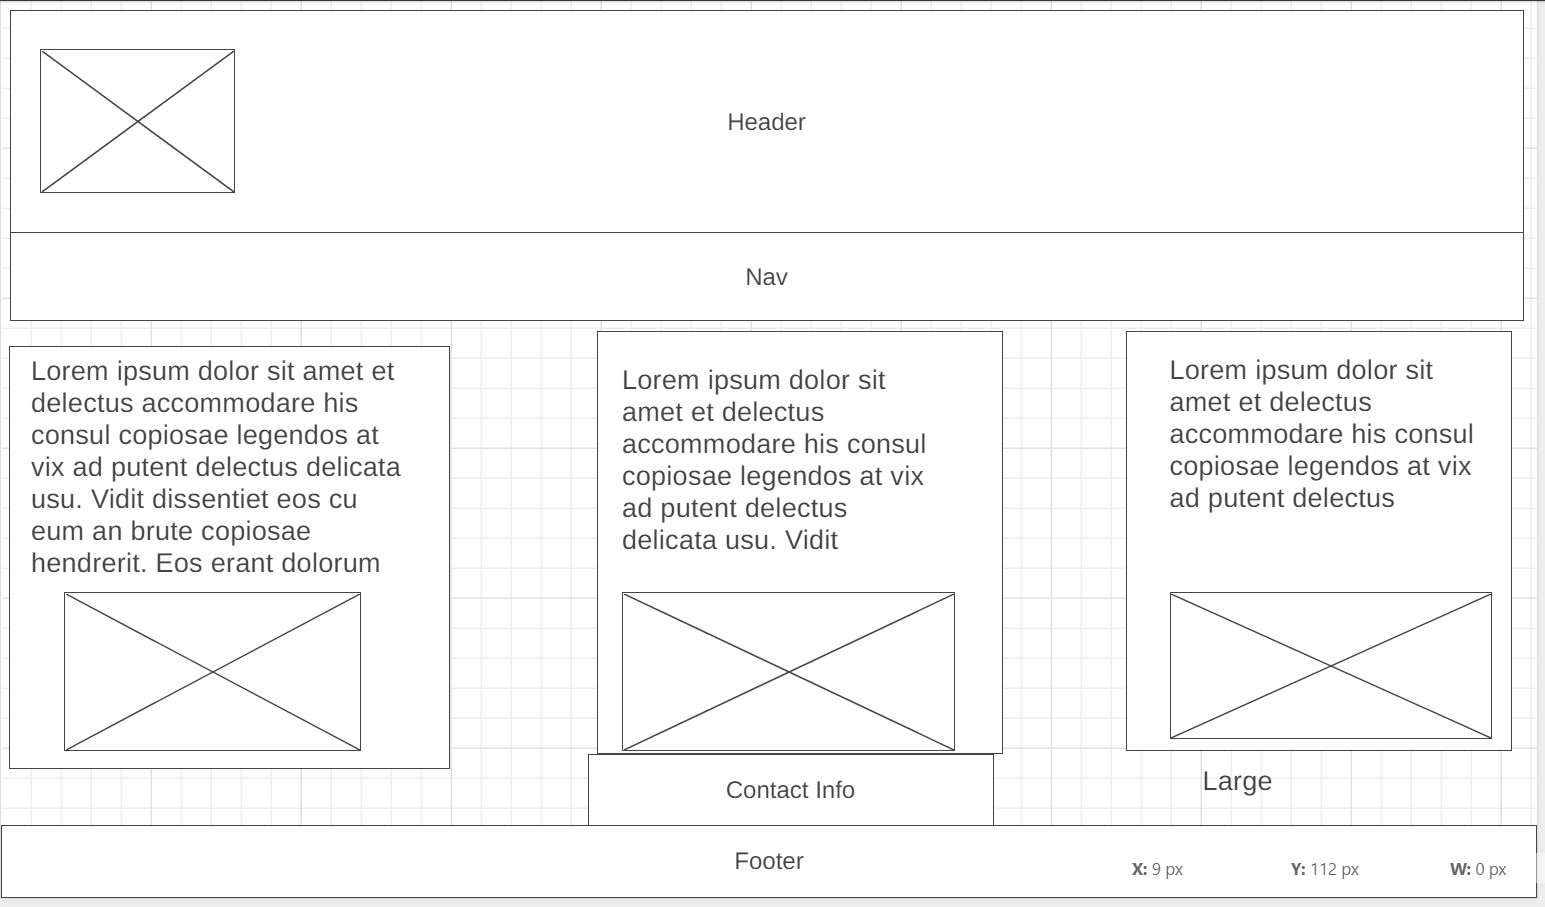 Header
Nav
Lorem ipsum dolor sit amet et
delectus accommodare his
consul copiosae legendos at
vix ad putent delectus delicata
usu. Vidit dissentiet eos cu
eum an brute copiosae
hendrerit. Eos erant dolorum
Lorem ipsum dolor sit
amet et delectus
accommodare his consul
copiosae legendos at vix
ad putent delectus
delicata usu. Vidit
Lorem ipsum dolor sit
amet et delectus
accommodare his consul
copiosae legendos at vix
ad putent delectus
Contact Info
Large
Footer
X: 9 px Y: 112 px W: 0 px